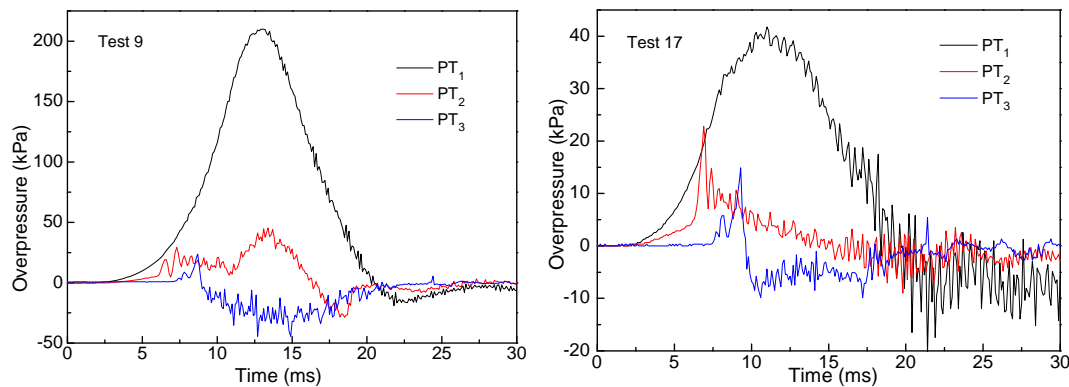 Test 9
PT1
PT2
PT3
Overpressure (kPa)
200
150
100
50
0
-50
0 5 10 15 20 25 30
Time (ms)
Test 17
PT1
PT2
PT3
Overpressure (kPa)
40
30
20
10
0
-10
-20
0 5 10 15 20 25 30
Time (ms)